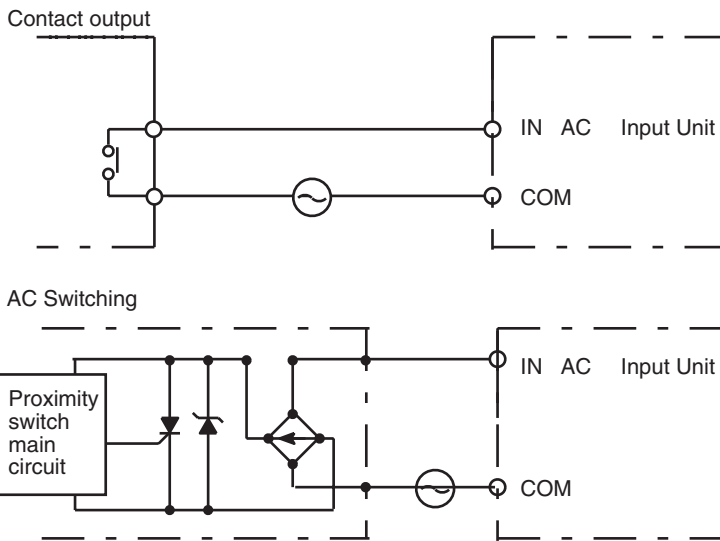 Contact output
IN AC Input Unit
COM
AC Switching
IN AC Input Unit
Proximity
switch
main
circuit
COM